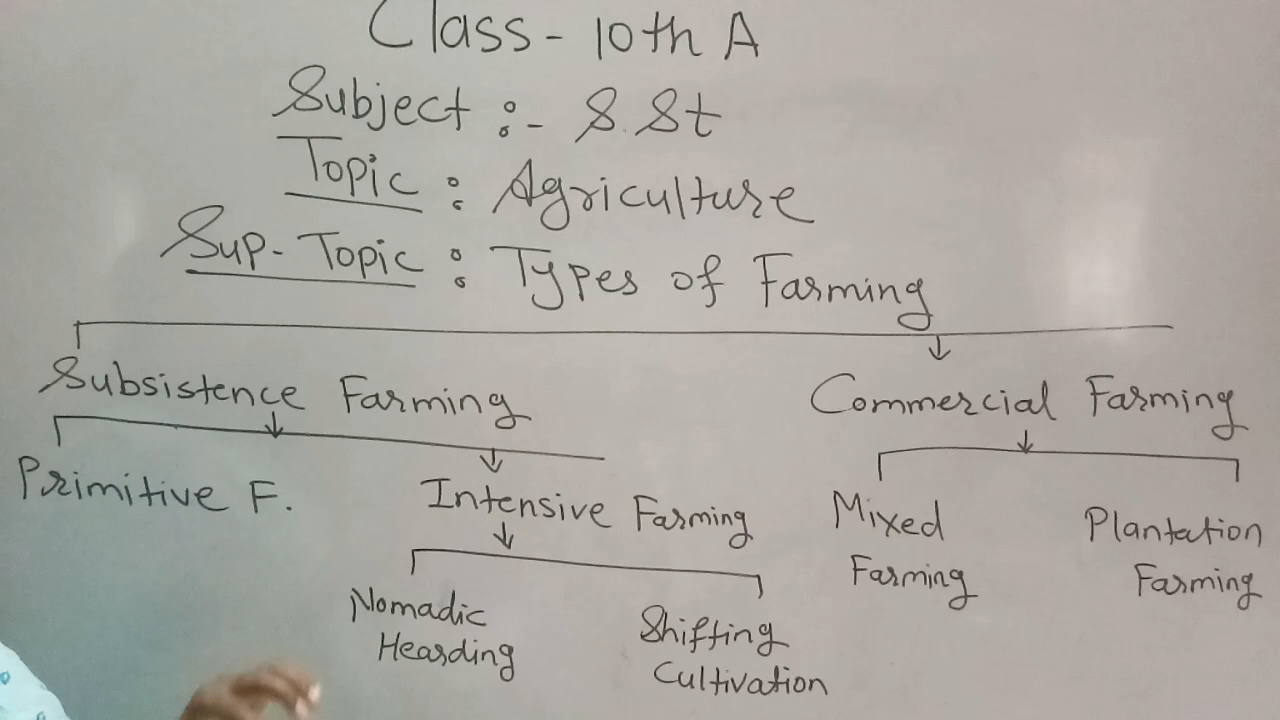 Class - 10th A
Subject :- S. St
Topic : Agriculture
Sup-Topic : Types of Farming
Subsistence Farming
Commercial Farming
Primitive F.
Intensive Farming
Mixed
Farming
Plantation
Farming
Nomadic
Hearding
Shifting
Cultivation